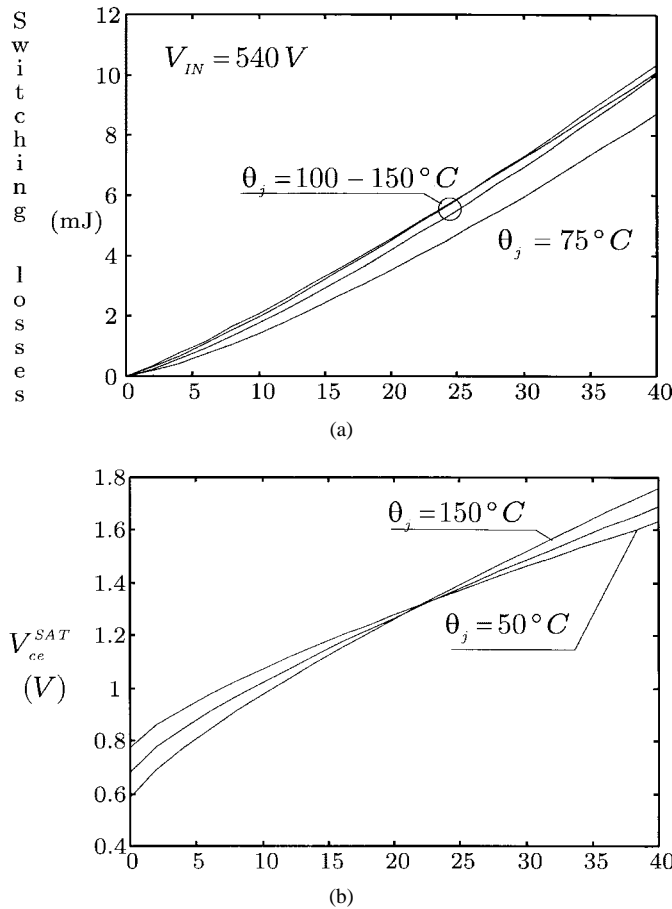 Switching losses
(mJ)
12
10
8
6
4
2
0
V_IN = 540 V
θ_j = 100 − 150 °C
θ_j = 75 °C
0 5 10 15 20 25 30 35 40
(a)
1.8
1.6
1.4
1.2
1
0.8
0.6
0.4
V_ce^SAT
(V)
θ_j = 150 °C
θ_j = 50 °C
0 5 10 15 20 25 30 35 40
(b)